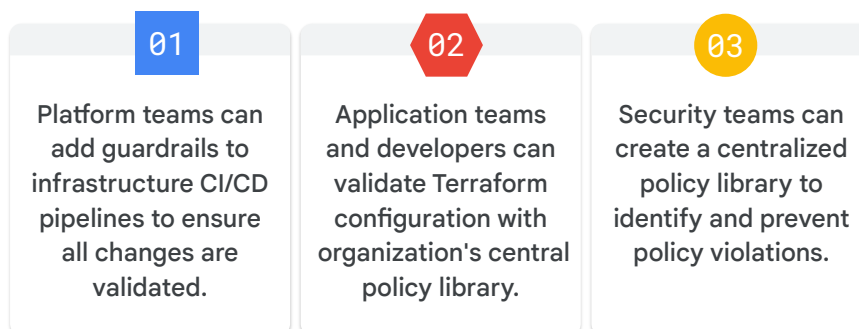 01
Platform teams can
add guardrails to
infrastructure CI/CD
pipelines to ensure
all changes are
validated.
02
Application teams
and developers can
validate Terraform
configuration with
organization's central
policy library.
03
Security teams can
create a centralized
policy library to
identify and prevent
policy violations.